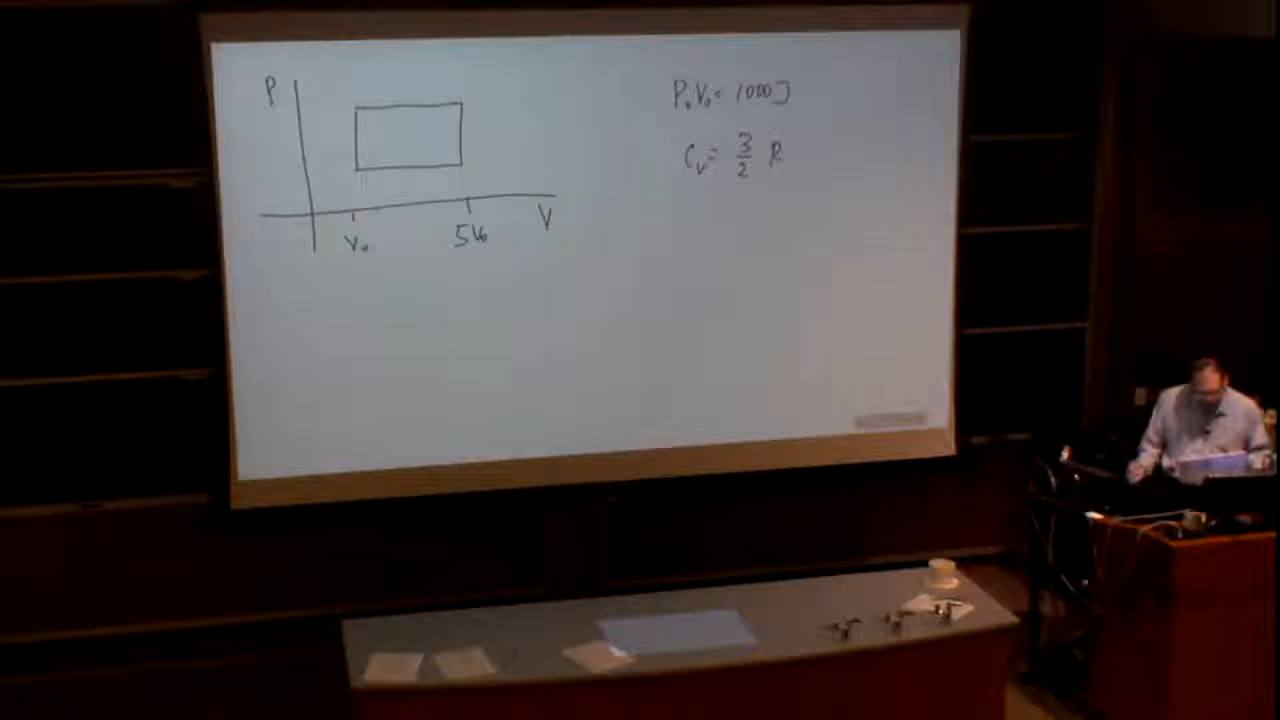 P
P₀V₀ = 1000 J
Cᵥ = 3/2 R
V₀
5V₀
V